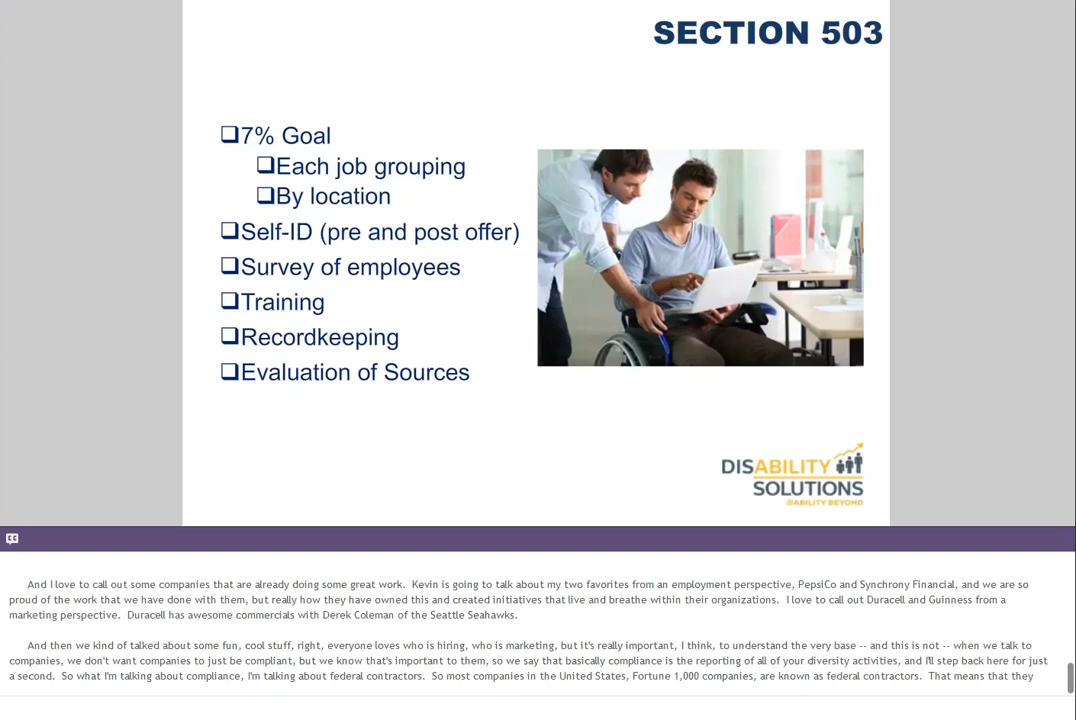 SECTION 503
❑7% Goal
❑Each job grouping
❑By location
❑Self-ID (pre and post offer)
❑Survey of employees
❑Training
❑Recordkeeping
❑Evaluation of Sources
DISABILITY
SOLUTIONS
@ABILITY BEYOND
And I love to call out some companies that are already doing some great work. Kevin is going to talk about my two favorites from an employment perspective, PepsiCo and Synchrony Financial, and we are so
proud of the work that we have done with them, but really how they have owned this and created initiatives that live and breathe within their organizations. I love to call out Duracell and Guinness from a
marketing perspective. Duracell has awesome commercials with Derek Coleman of the Seattle Seahawks.
And then we kind of talked about some fun, cool stuff, right, everyone loves who is hiring, who is marketing, but it's really important, I think, to understand the very base -- and this is not -- when we talk to
companies, we don't want companies to just be compliant, but we know that's important to them, so we say that basically compliance is the reporting of all of your diversity activities, and I'll step back here for just
a second. So what I'm talking about compliance, I'm talking about federal contractors. So most companies in the United States, Fortune 1,000 companies, are known as federal contractors. That means that they